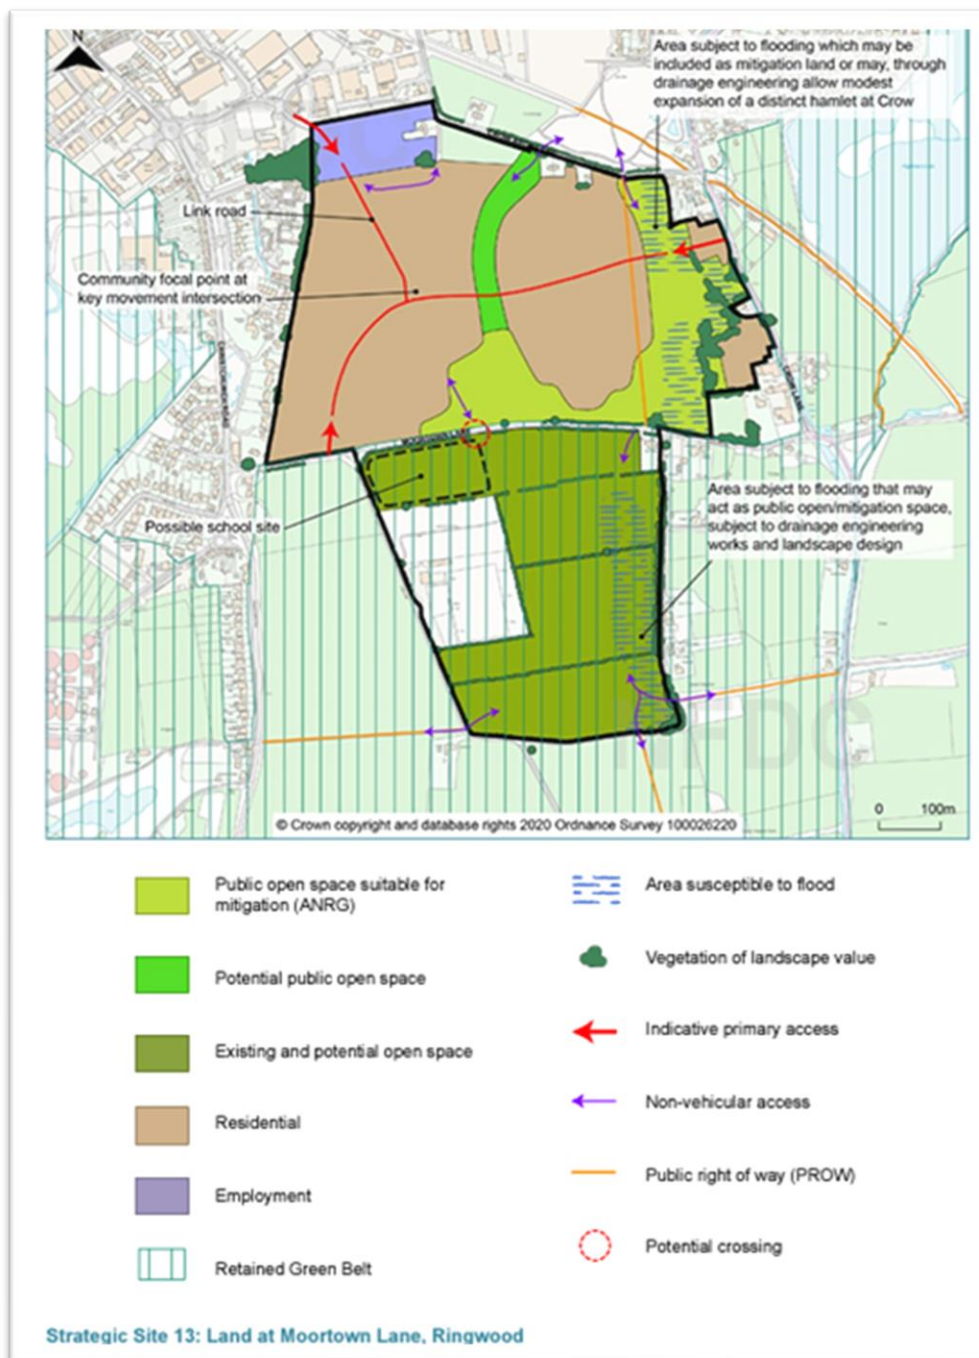 N
Area subject to flooding which may be
included as mitigation land or may, through
drainage engineering allow modest
expansion of a distinct hamlet at Crow
Link road
Community focal point at
key movement intersection
Possible school site
Area subject to flooding that may
act as public open/mitigation space,
subject to drainage engineering
works and landscape design
NFDC
0 100m
© Crown copyright and database rights 2020 Ordnance Survey 100026220
Public open space suitable for
mitigation (ANRG)
Potential public open space
Existing and potential open space
Residential
Employment
Retained Green Belt
Area susceptible to flood
Vegetation of landscape value
Indicative primary access
Non-vehicular access
Public right of way (PROW)
Potential crossing
Strategic Site 13: Land at Moortown Lane, Ringwood